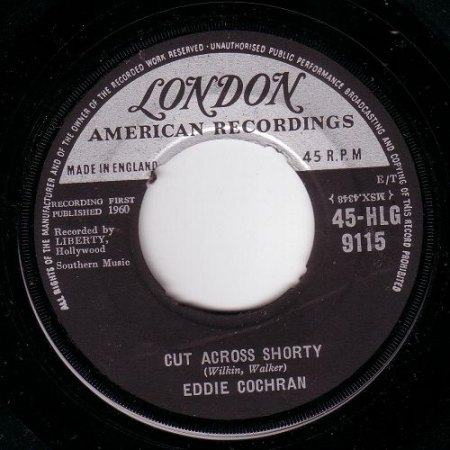 ALL RIGHTS OF THE MANUFACTURER AND OF THE OWNER OF THE RECORDED WORK RESERVED · UNAUTHORISED PUBLIC PERFORMANCE BROADCASTING AND COPYING OF THIS RECORD PROHIBITED
LONDON
AMERICAN RECORDINGS
MADE IN ENGLAND
45 R.P.M
E/T
RECORDING FIRST
PUBLISHED 1960
(MSX.4348)
45-HLG
9115
Recorded by
LIBERTY,
Hollywood
Southern Music
CUT ACROSS SHORTY
(Wilkin, Walker)
EDDIE COCHRAN